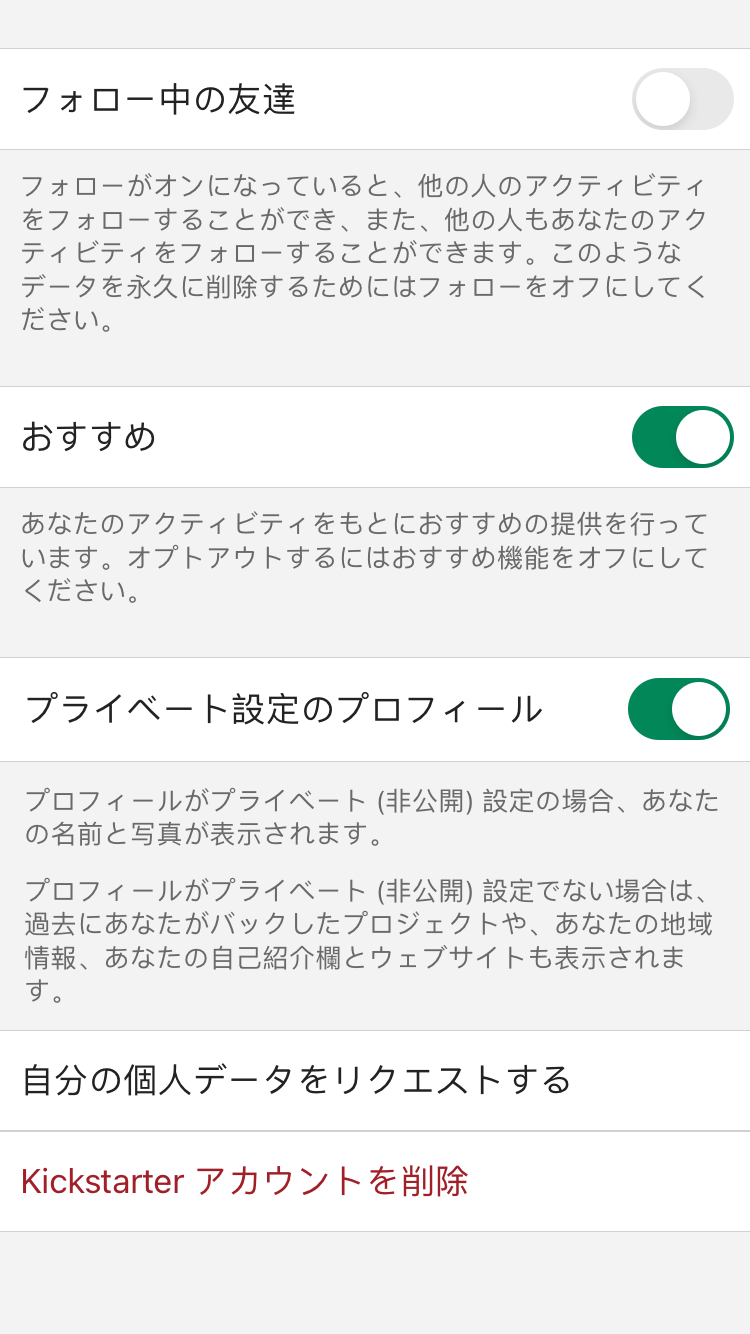 フォロー中の友達
フォローがオンになっていると、他の人のアクティビティ
をフォローすることができ、また、他の人もあなたのアク
ティビティをフォローすることができます。このような
データを永久に削除するためにはフォローをオフにしてく
ださい。
おすすめ
あなたのアクティビティをもとにおすすめの提供を行って
います。オプトアウトするにはおすすめ機能をオフにして
ください。
プライベート設定のプロフィール
プロフィールがプライベート (非公開) 設定の場合、あなた
の名前と写真が表示されます。
プロフィールがプライベート (非公開) 設定でない場合は、
過去にあなたがバックしたプロジェクトや、あなたの地域
情報、あなたの自己紹介欄とウェブサイトも表示されま
す。
自分の個人データをリクエストする
Kickstarter アカウントを削除